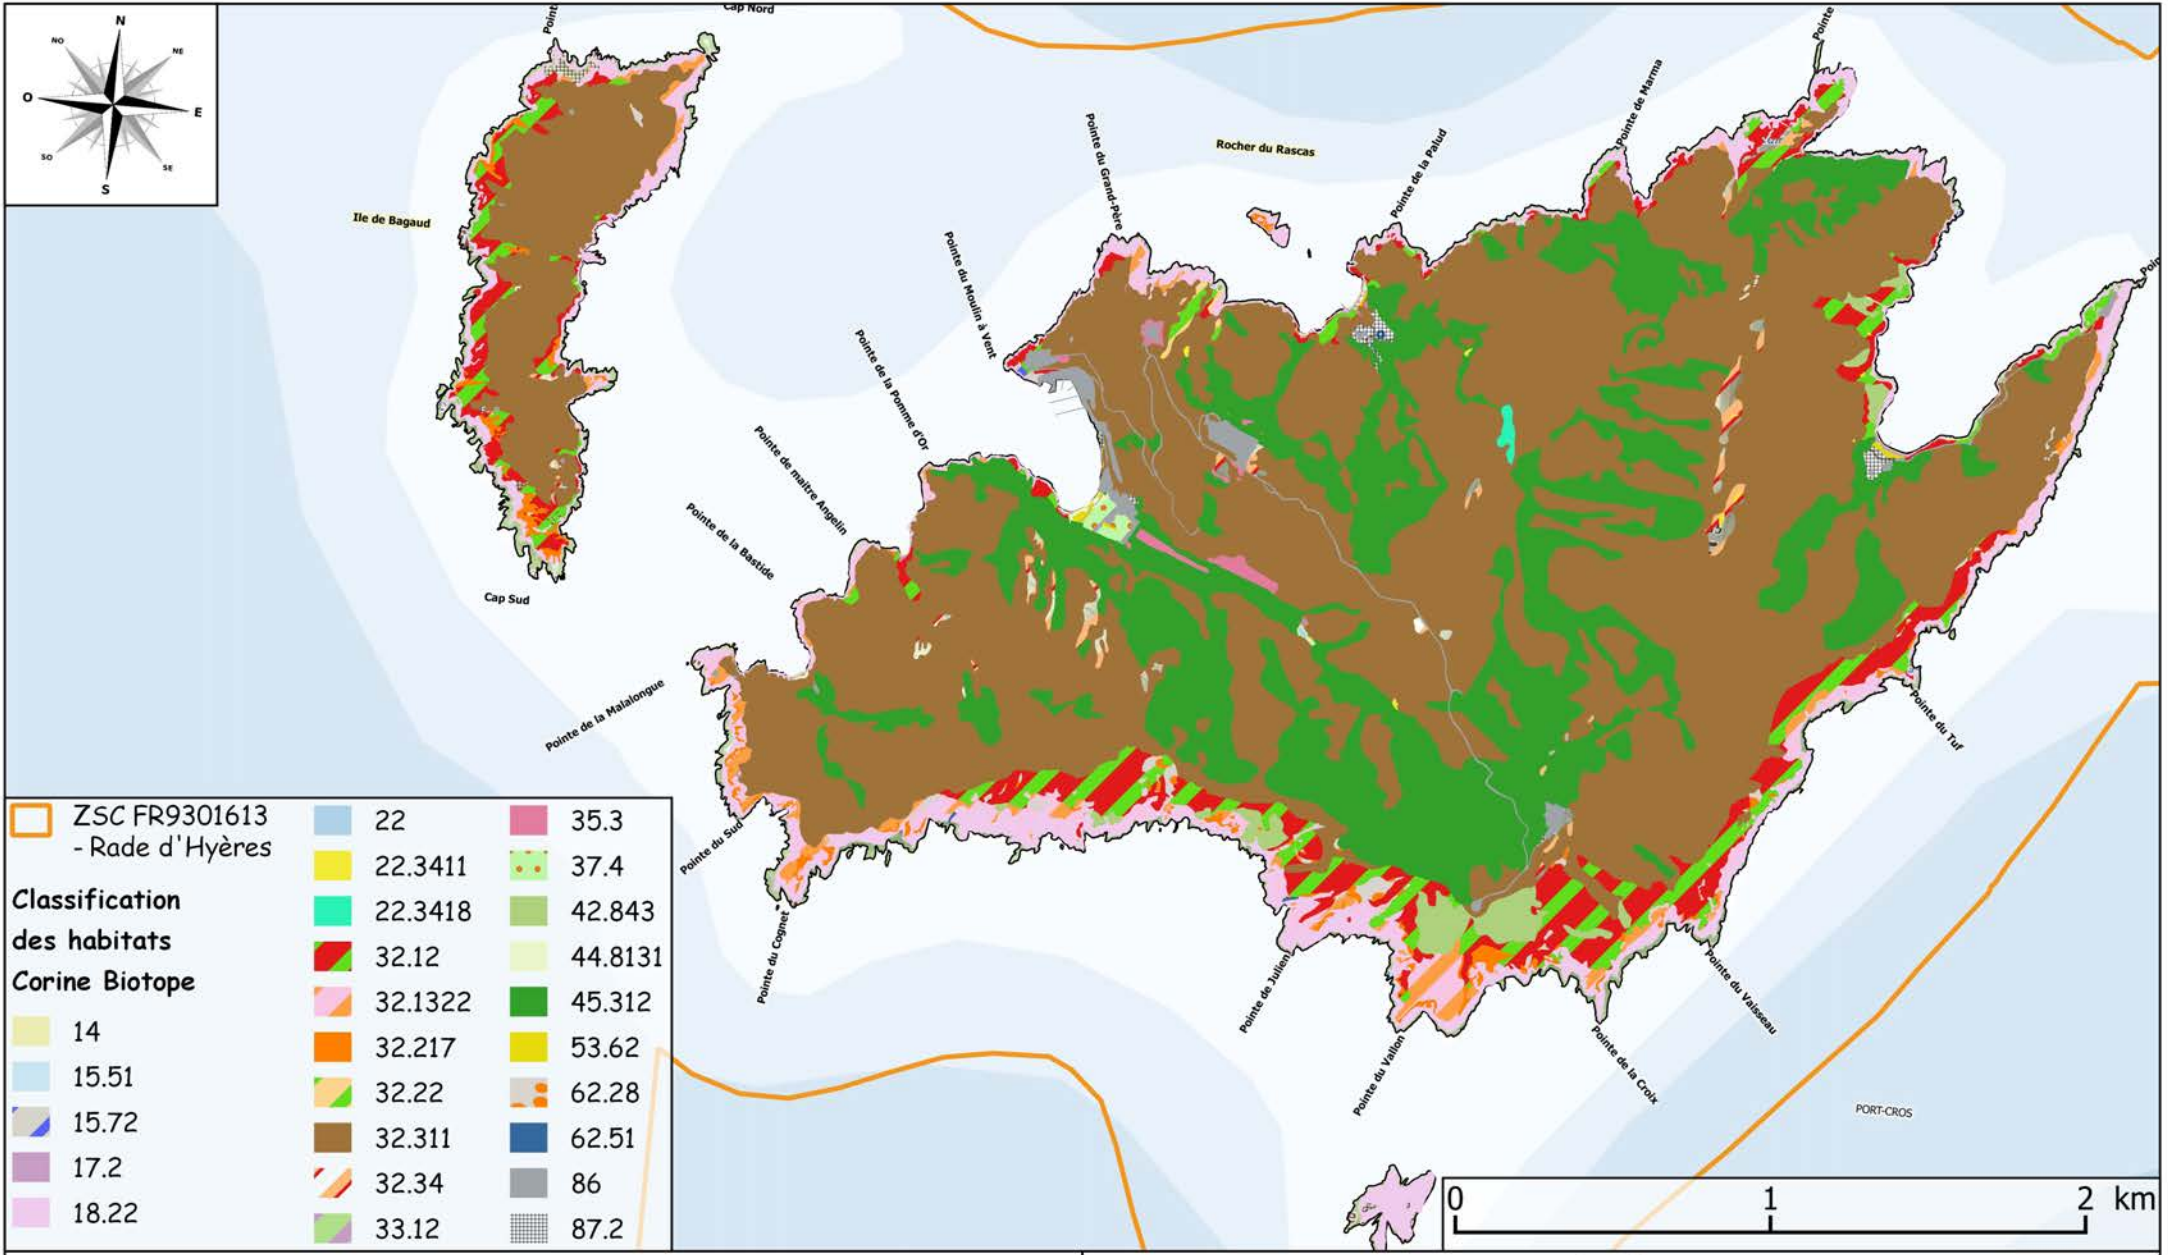 N
NO
NE
O
E
SO
SE
S
Point
Cap Nord
Pointe
Pointe de Marma
Pointe du Grand-Père
Rocher du Rascas
Pointe de la Palud
Ile de Bagaud
Pointe du Moulin à Vent
Poin
Pointe de la Pomme d'Or
Pointe de maitre Angelin
Pointe de la Bastide
Cap Sud
Pointe de la Malalongue
Pointe du Tuf
Pointe du Sud
Pointe du Cognet
Pointe de Julien
Pointe du Vaisseau
Pointe du Vallon
Pointe de la Croix
PORT-CROS
ZSC FR9301613
- Rade d'Hyères
Classification
des habitats
Corine Biotope
14
15.51
15.72
17.2
18.22
22
22.3411
22.3418
32.12
32.1322
32.217
32.22
32.311
32.34
33.12
35.3
37.4
42.843
44.8131
45.312
53.62
62.28
62.51
86
87.2
0 1 2 km